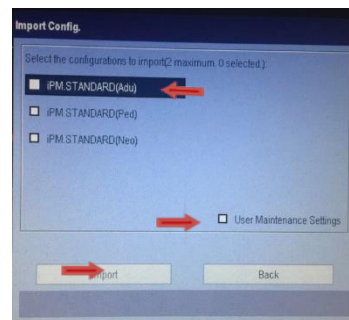 Import Config.
Select the configurations to import(2 maximum. 0 selected.):
iPM.STANDARD(Adu)
iPM.STANDARD(Ped)
iPM.STANDARD(Neo)
User Maintenance Settings
Import
Back